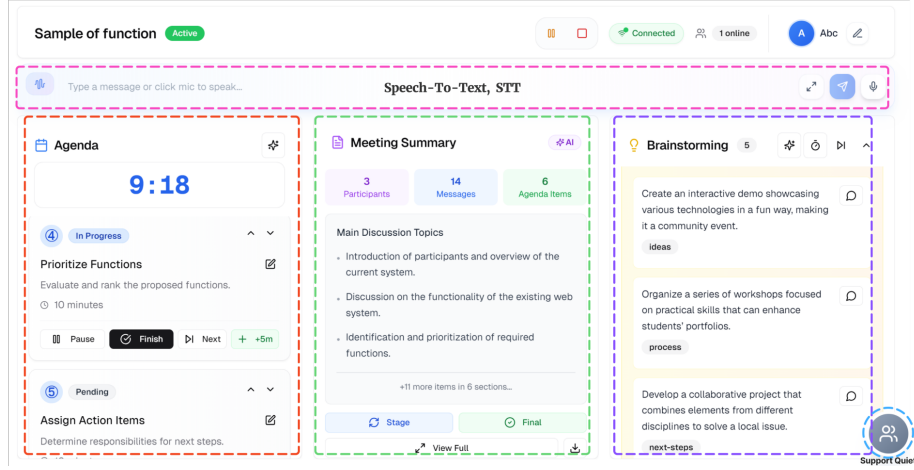 Sample of function Active
Connected 1 online A Abc
Type a message or click mic to speak... Speech-To-Text, STT
Agenda
9:18
4 In Progress
Prioritize Functions
Evaluate and rank the proposed functions.
10 minutes
Pause Finish Next + +5m
5 Pending
Assign Action Items
Determine responsibilities for next steps.
Meeting Summary AI
3 14 6
Participants Messages Agenda Items
Main Discussion Topics
Introduction of participants and overview of the
current system.
Discussion on the functionality of the existing web
system.
Identification and prioritization of required
functions.
+11 more items in 6 sections...
Stage Final
View Full
Brainstorming 5
Create an interactive demo showcasing
various technologies in a fun way, making
it a community event.
ideas
Organize a series of workshops focused
on practical skills that can enhance
students' portfolios.
process
Develop a collaborative project that
combines elements from different
disciplines to solve a local issue.
next-steps
Support